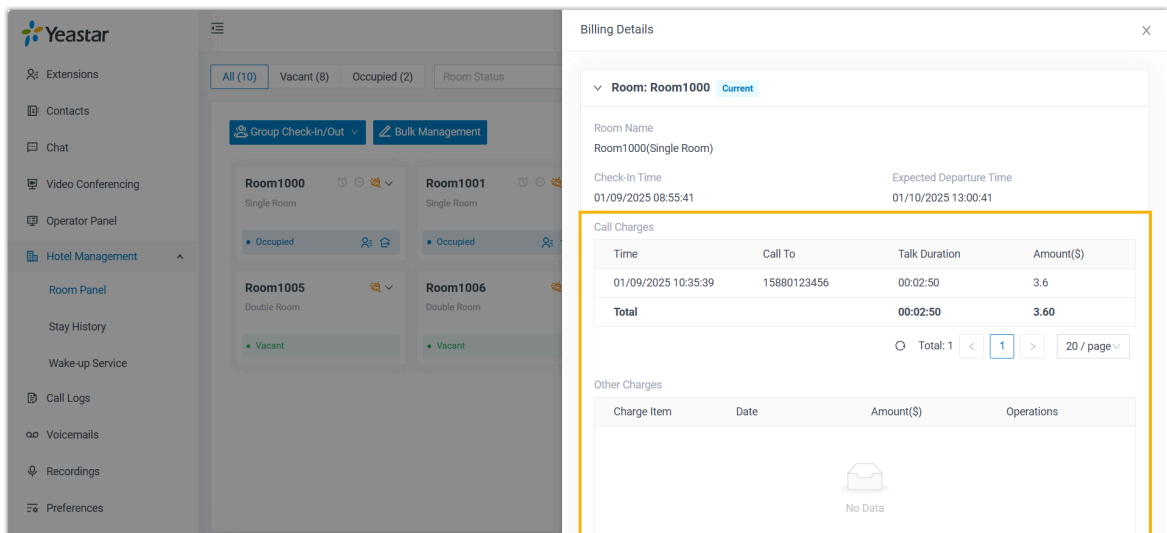 Yeastar
Extensions
Contacts
Chat
Video Conferencing
Operator Panel
Hotel Management
Room Panel
Stay History
Wake-up Service
Call Logs
Voicemails
Recordings
Preferences
All (10) Vacant (8) Occupied (2) Room Status
Group Check-In/Out Bulk Management
Room1000 Room1001
Single Room Single Room
Occupied Occupied
Room1005 Room1006
Double Room Double Room
Vacant Vacant
Billing Details
Room: Room1000 Current
Room Name
Room1000(Single Room)
Check-In Time Expected Departure Time
01/09/2025 08:55:41 01/10/2025 13:00:41
Call Charges
Time Call To Talk Duration Amount($)
01/09/2025 10:35:39 15880123456 00:02:50 3.6
Total 00:02:50 3.60
Total: 1 < 1 > 20 / page
Other Charges
Charge Item Date Amount($) Operations
No Data